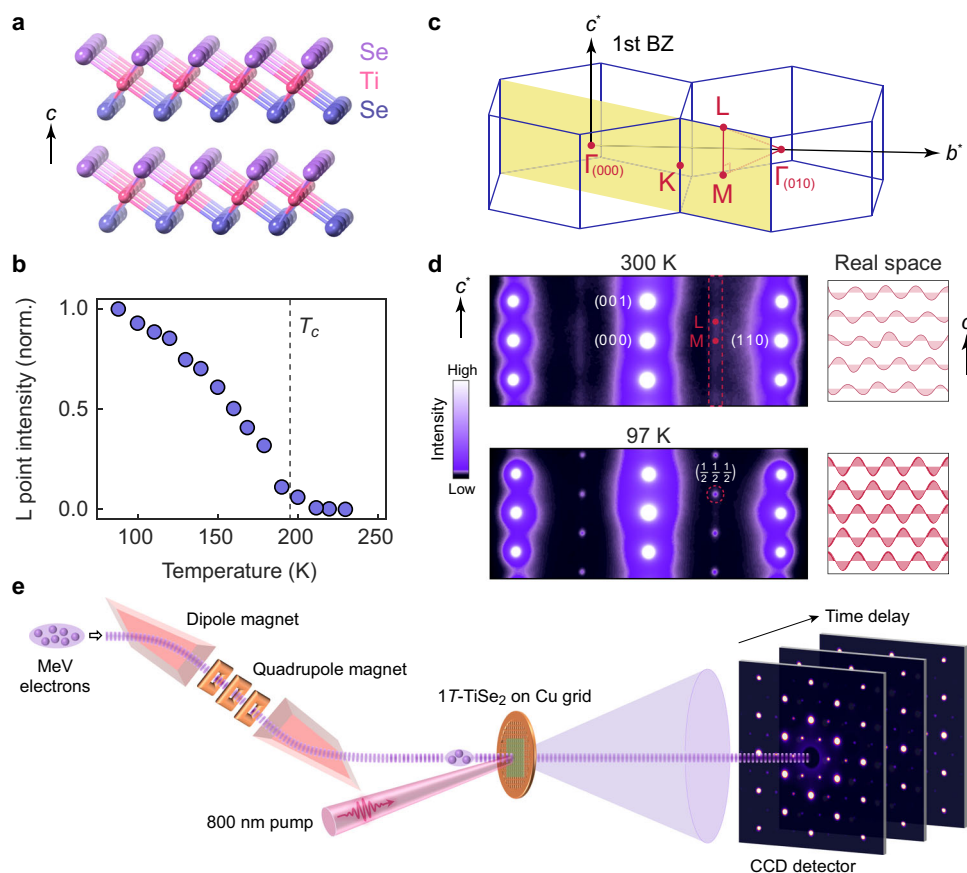 a
Se
Ti
Se
c
b
L point intensity (norm.)
1.0
0.5
0.0
Tc
100
150
200
250
Temperature (K)
c
c*
1st BZ
L
Γ(000)
K
M
Γ(010)
b*
d
c*
300 K
Real space
(001)
(000)
L
M
(110)
High
Intensity
Low
97 K
(1/2 1/2 1/2)
e
Dipole magnet
MeV
electrons
Quadrupole magnet
1T-TiSe₂ on Cu grid
Time delay
800 nm pump
CCD detector